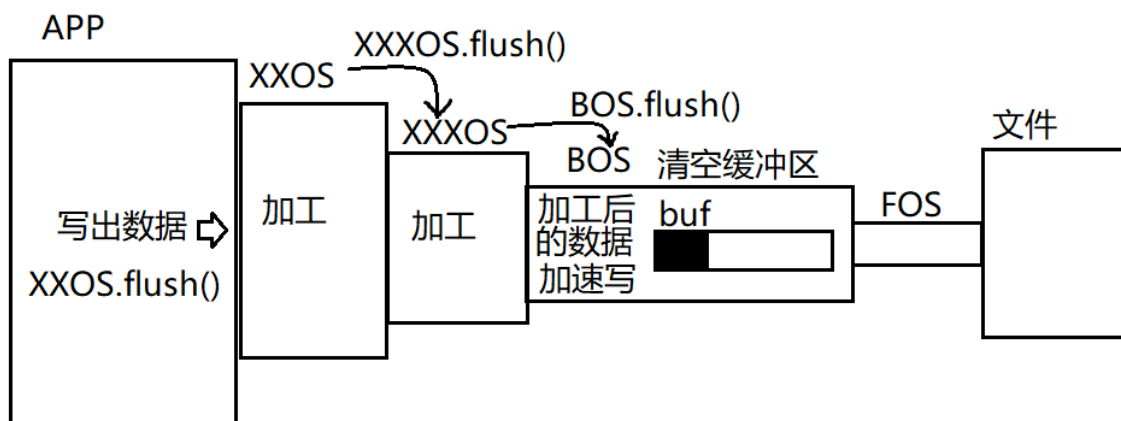 APP
XXXOS.flush()
XXOS
BOS.flush()
XXXOS
文件
BOS
清空缓冲区
加工
加工
加工后
的数据
加速写
buf
FOS
写出数据
XXOS.flush()